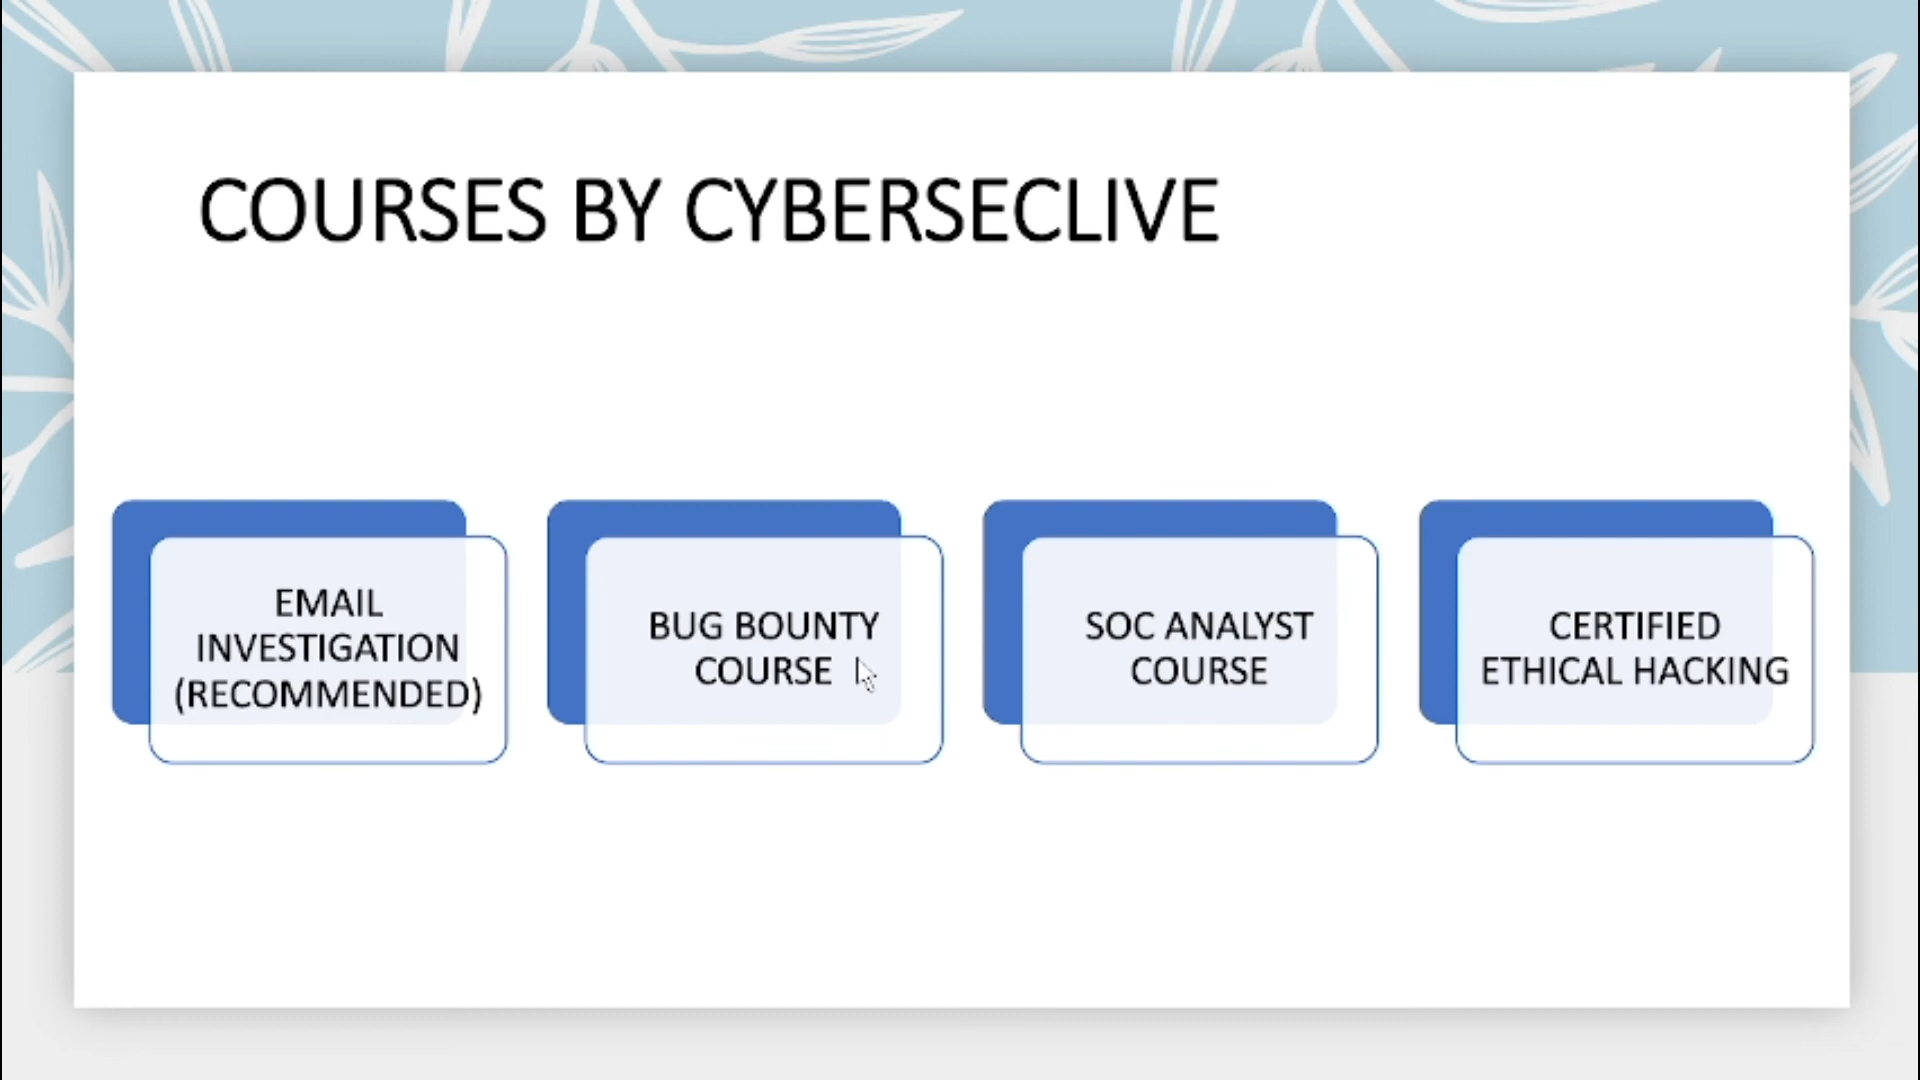 COURSES BY CYBERSECLIVE
EMAIL
INVESTIGATION
(RECOMMENDED)
BUG BOUNTY
COURSE
SOC ANALYST
COURSE
CERTIFIED
ETHICAL HACKING